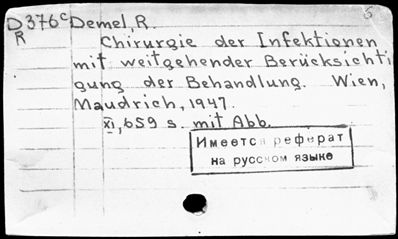 D376c Demel, R.
R
Chirurgie der Infektionen
mit weitgehender Berücksichti
gung der Behandlung. Wien,
Maudrich, 1947.
XI, 659 s. mit Abb.
Имеется реферат
на русском языке